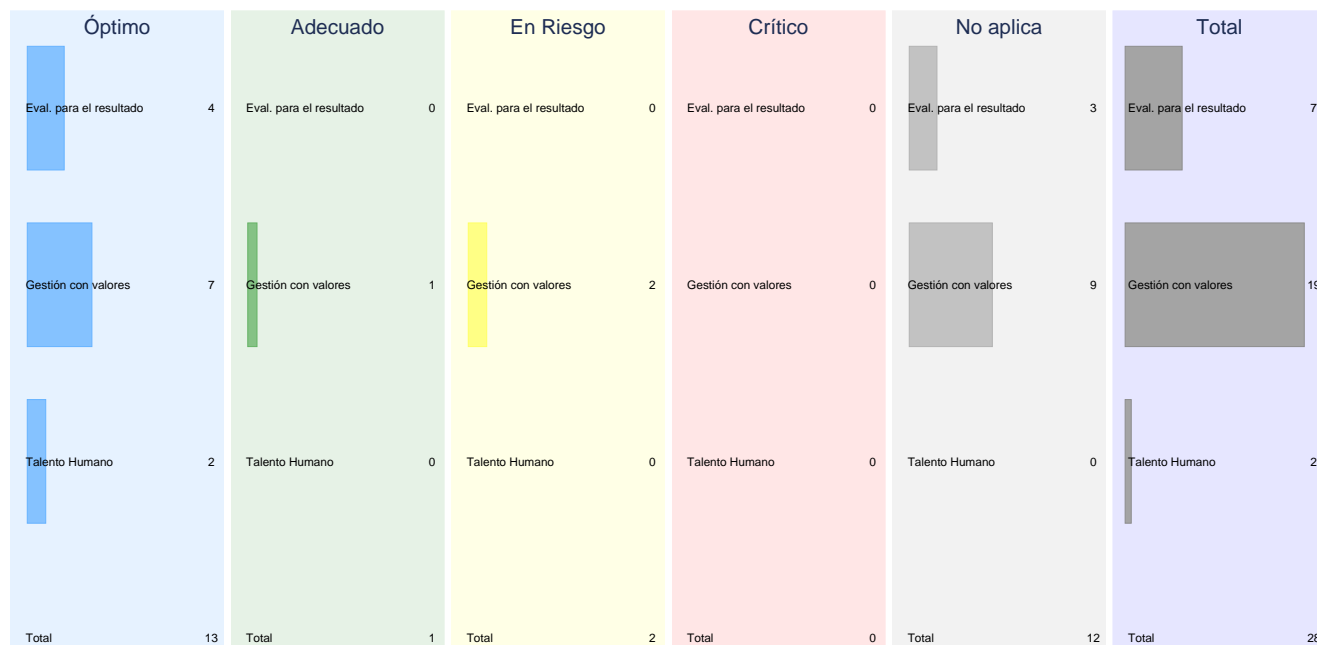 Óptimo Adecuado En Riesgo Crítico No aplica Total
Eval. para el resultado 4 Eval. para el resultado 0 Eval. para el resultado 0 Eval. para el resultado 0 Eval. para el resultado 3 Eval. para el resultado 7
Gestión con valores 7 Gestión con valores 1 Gestión con valores 2 Gestión con valores 0 Gestión con valores 9 Gestión con valores 19
Talento Humano 2 Talento Humano 0 Talento Humano 0 Talento Humano 0 Talento Humano 0 Talento Humano 2
Total 13 Total 1 Total 2 Total 0 Total 12 Total 28